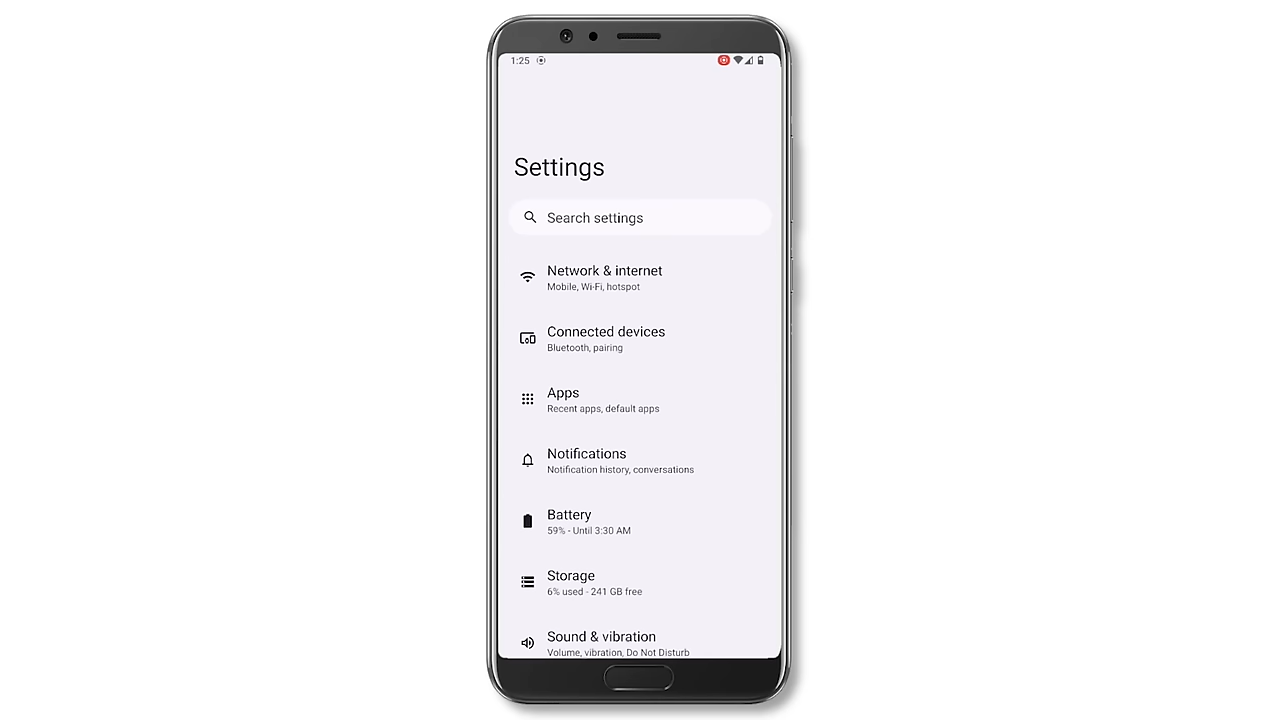 1:25
Settings
Search settings
Network & internet
Mobile, Wi-Fi, hotspot
Connected devices
Bluetooth, pairing
Apps
Recent apps, default apps
Notifications
Notification history, conversations
Battery
59% - Until 3:30 AM
Storage
6% used - 241 GB free
Sound & vibration
Volume, vibration, Do Not Disturb